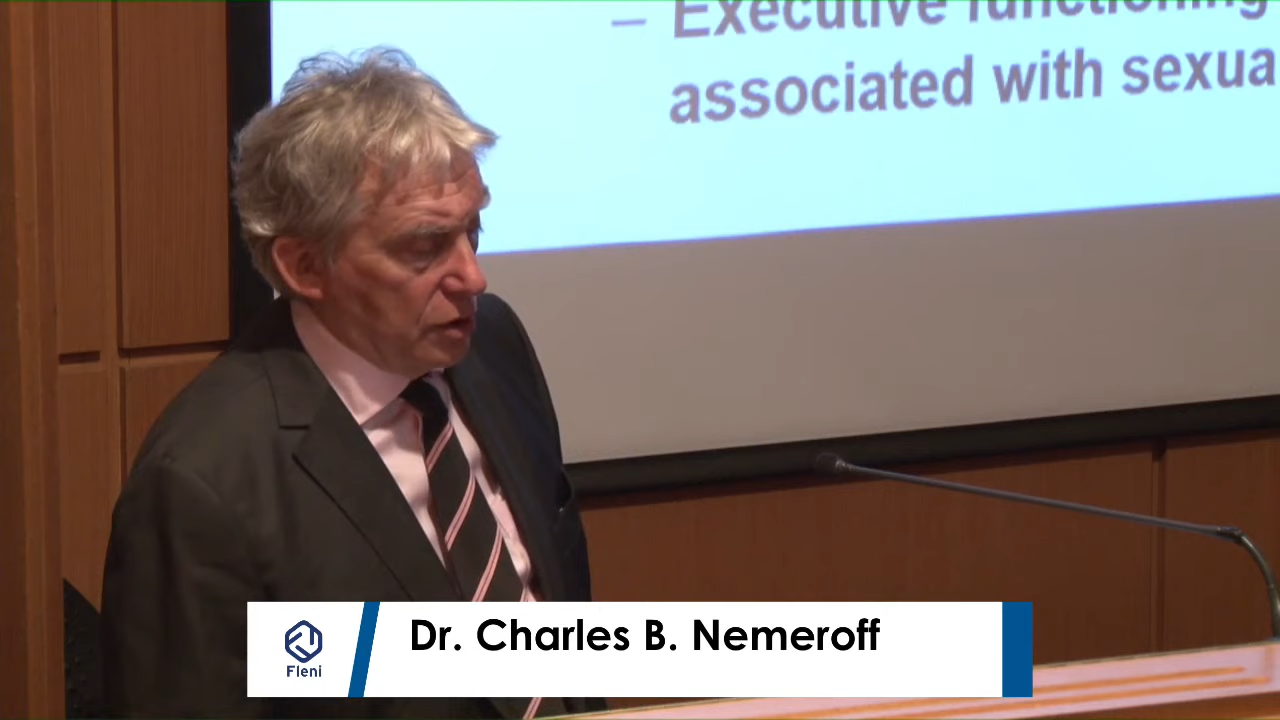 – Executive functioning
associated with sexua
Dr. Charles B. Nemeroff
Fleni